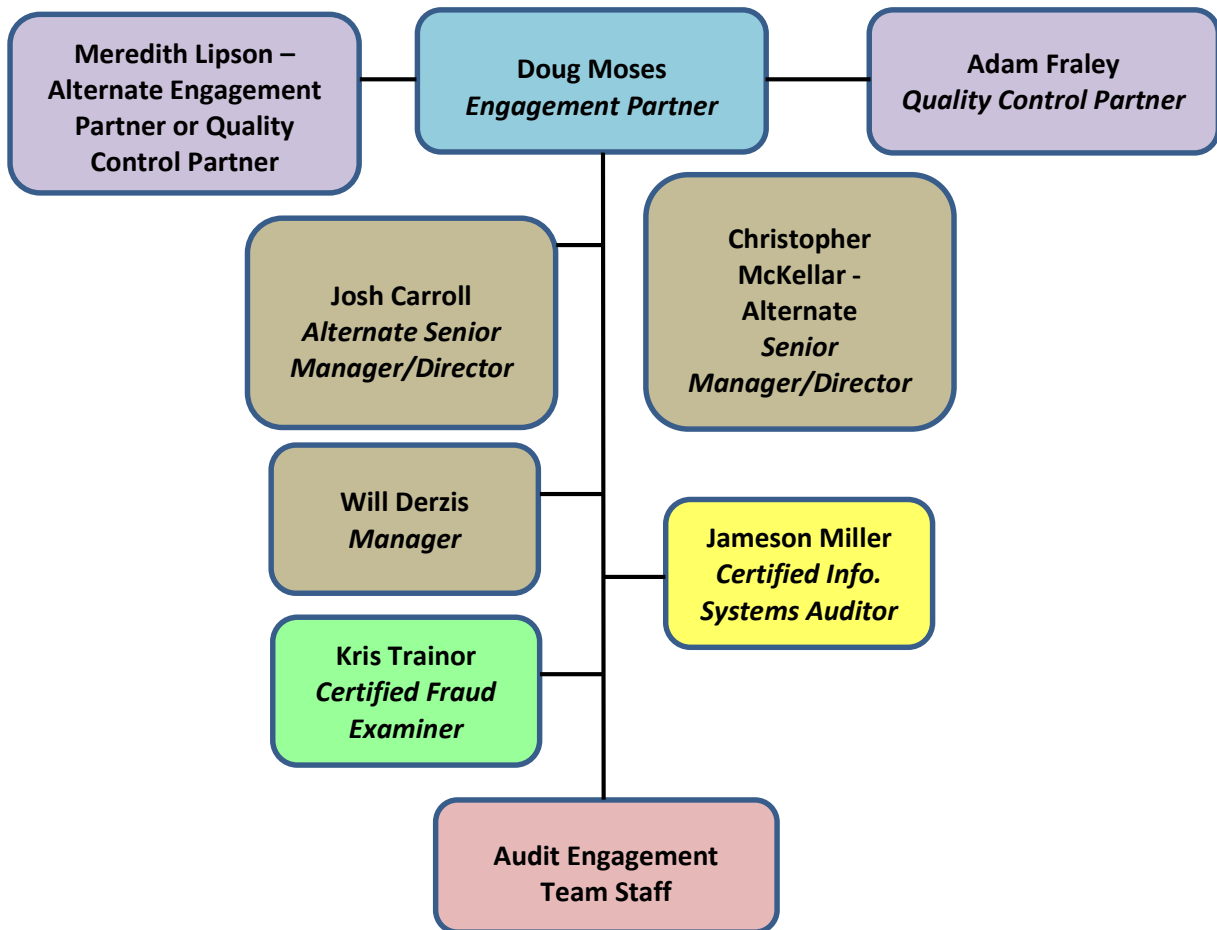 Meredith Lipson –
Alternate Engagement
Partner or Quality
Control Partner
Doug Moses
Engagement Partner
Adam Fraley
Quality Control Partner
Josh Carroll
Alternate Senior
Manager/Director
Christopher
McKellar -
Alternate
Senior
Manager/Director
Will Derzis
Manager
Jameson Miller
Certified Info.
Systems Auditor
Kris Trainor
Certified Fraud
Examiner
Audit Engagement
Team Staff